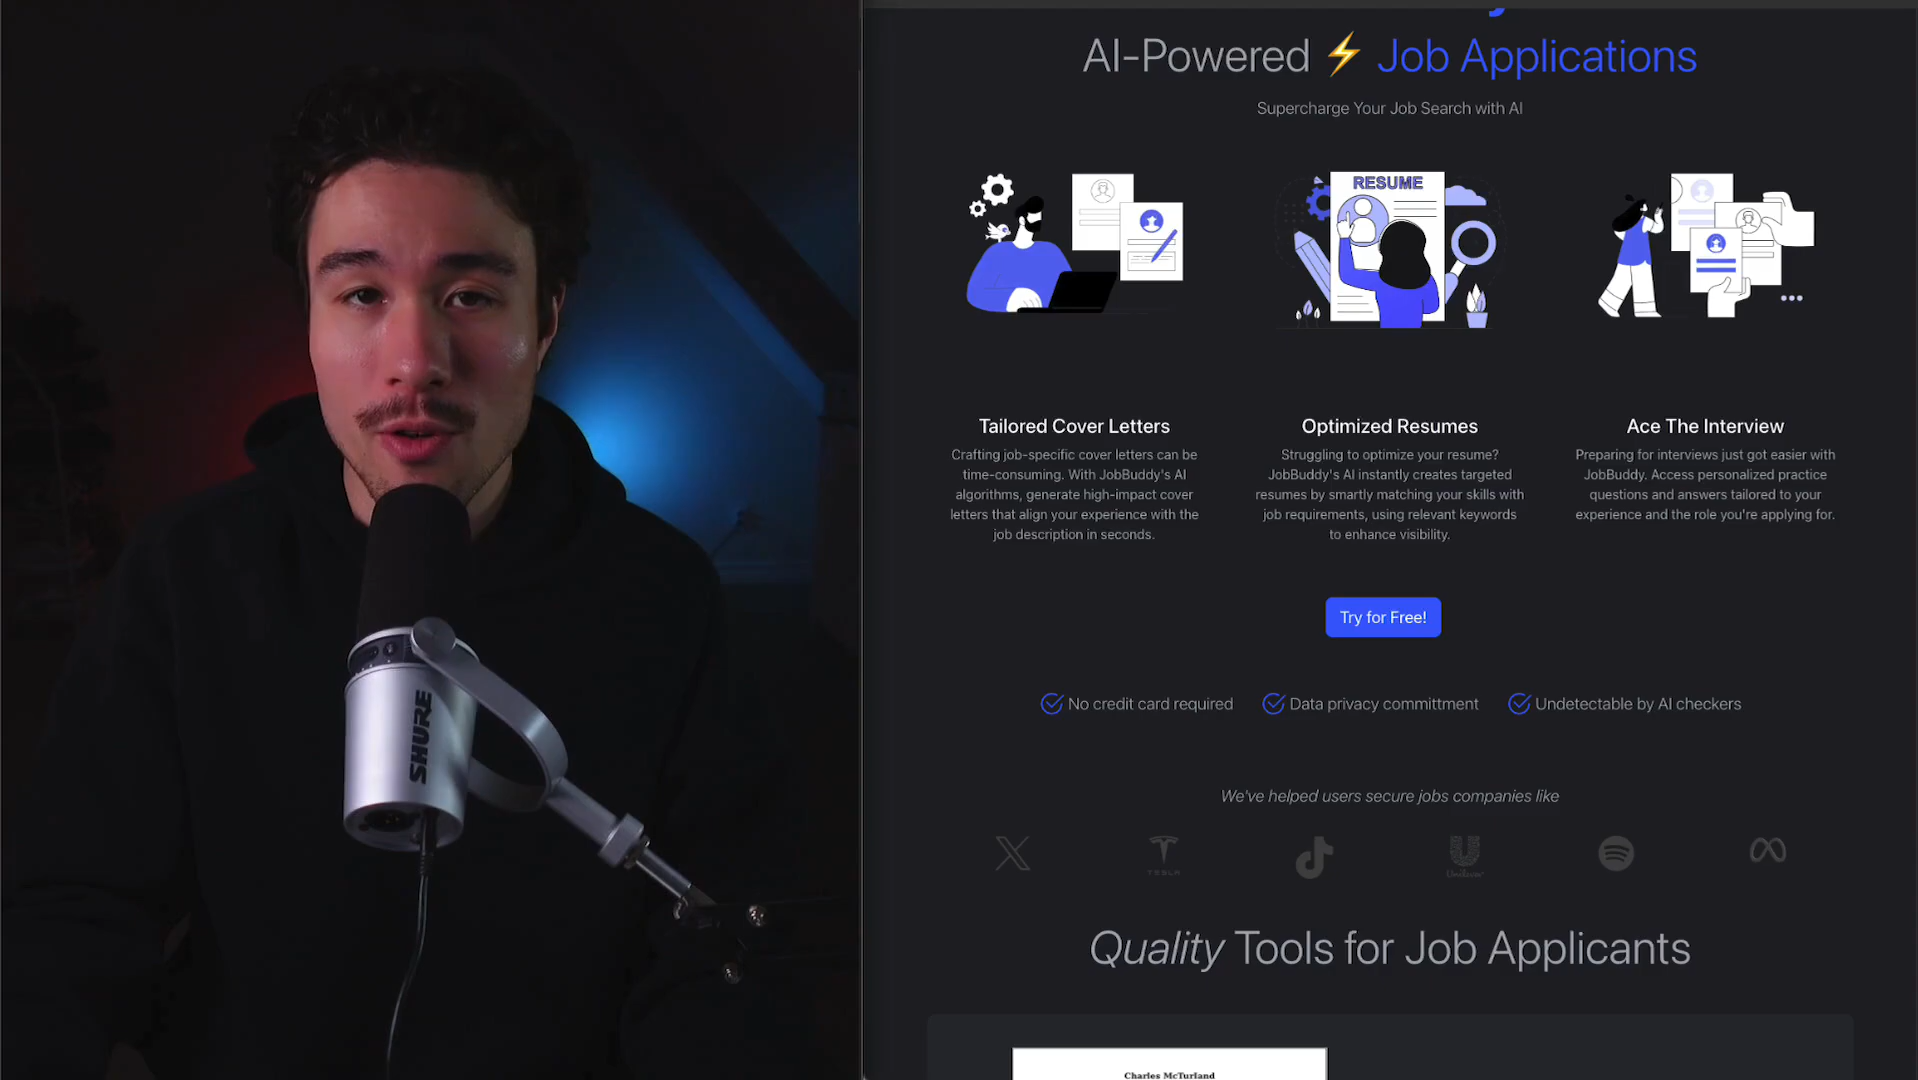 AI-Powered ⚡ Job Applications
Supercharge Your Job Search with AI
RESUME
Tailored Cover Letters
Crafting job-specific cover letters can be
time-consuming. With JobBuddy's AI
algorithms, generate high-impact cover
letters that align your experience with the
job description in seconds.
Optimized Resumes
Struggling to optimize your resume?
JobBuddy's AI instantly creates targeted
resumes by smartly matching your skills with
job requirements, using relevant keywords
to enhance visibility.
Ace The Interview
Preparing for interviews just got easier with
JobBuddy. Access personalized practice
questions and answers tailored to your
experience and the role you're applying for.
Try for Free!
No credit card required
Data privacy committment
Undetectable by AI checkers
We've helped users secure jobs companies like
TESLA
Unilever
Quality Tools for Job Applicants
Charles McTurland
SHURE